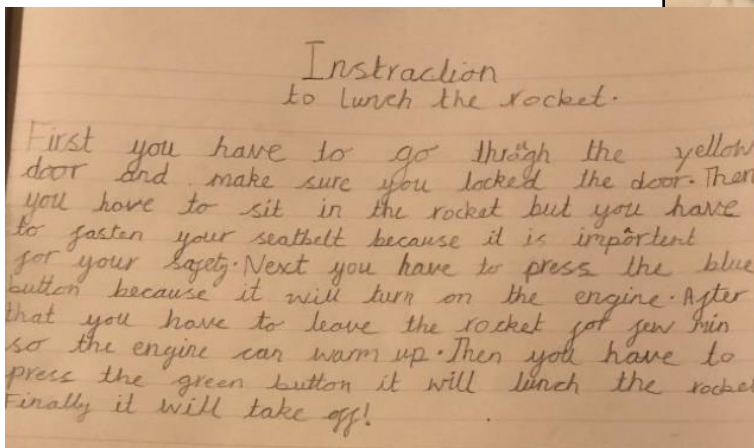 Instraction
to lunch the rocket.
First you have to go through the yellow
door and make sure you locked the door. Then
you have to sit in the rocket but you have
to fasten your seatbelt because it is importent
for your safety. Next you have to press the blue
button because it will turn on the engine. After
that you have to leave the rocket for few min
so the engine can warm up. Then you have to
press the green button it will lunch the rocket
Finally it will take off!